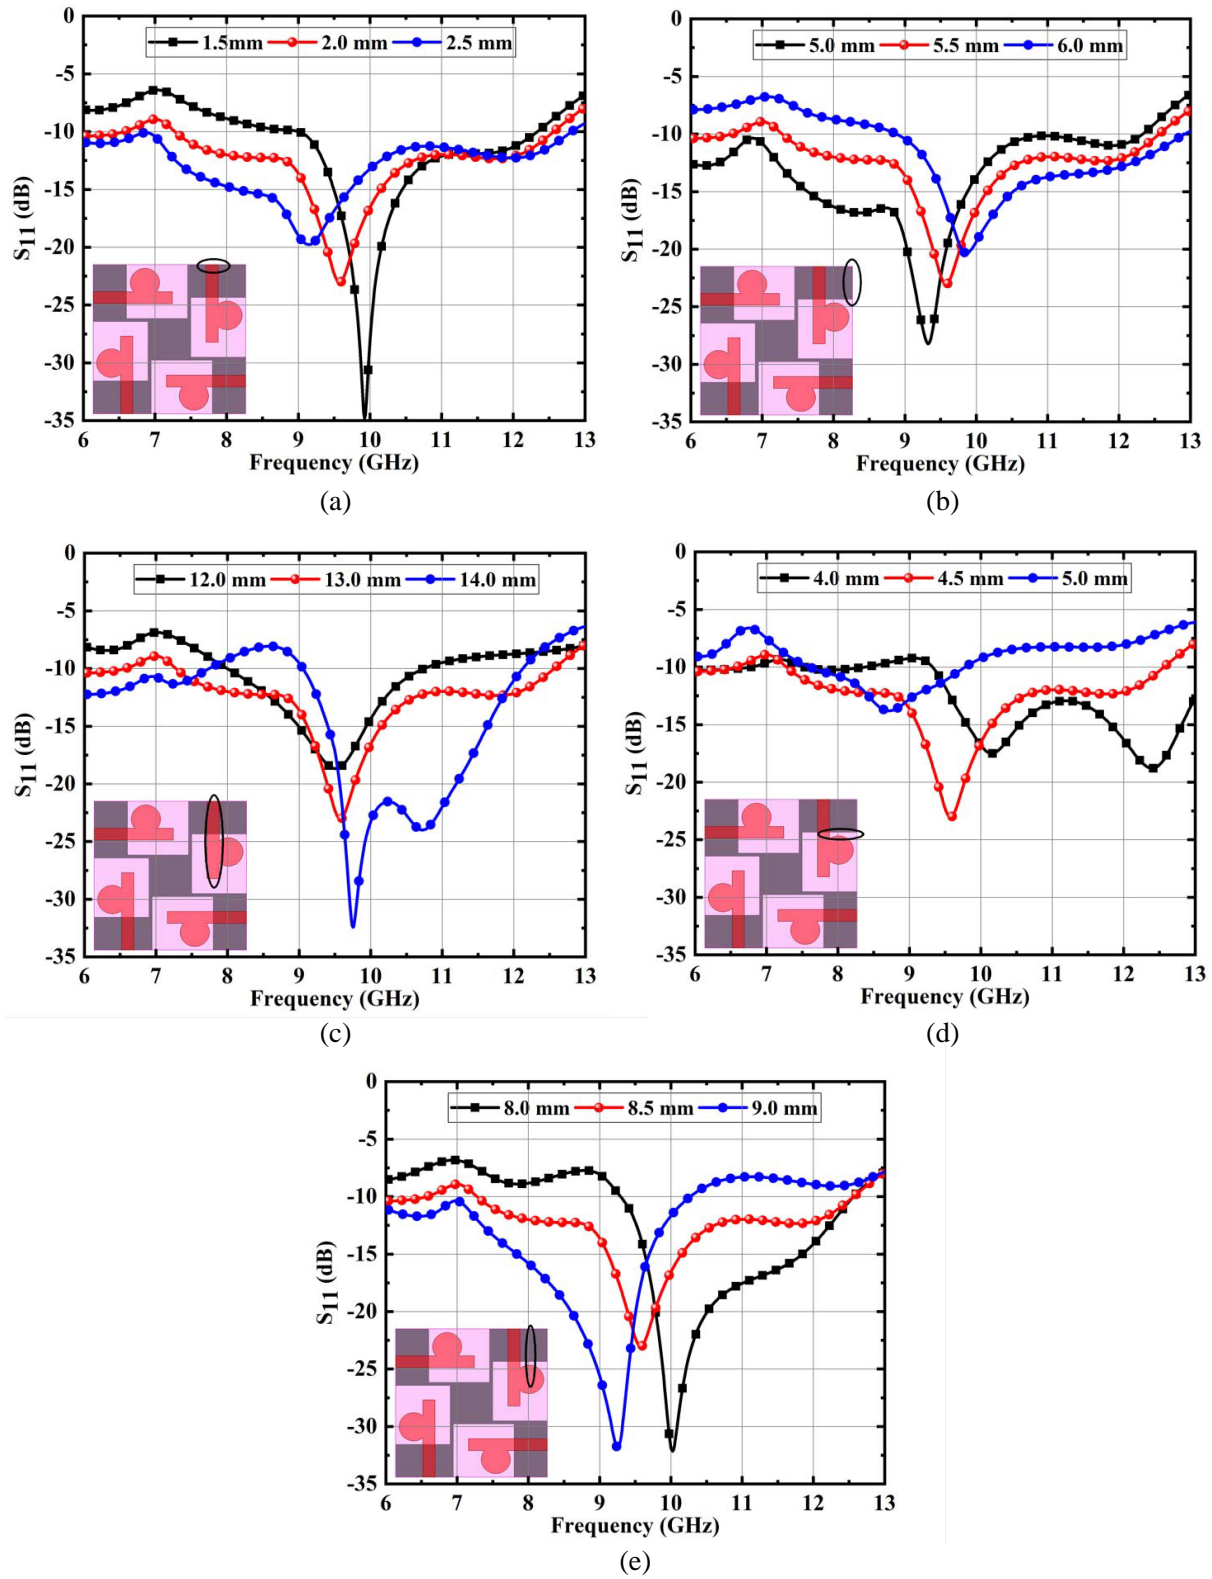 1.5mm 2.0 mm 2.5 mm
0
-5
-10
-15
-20
-25
-30
-35
S11 (dB)
6 7 8 9 10 11 12 13
Frequency (GHz)
(a)
5.0 mm 5.5 mm 6.0 mm
0
-5
-10
-15
-20
-25
-30
-35
S11 (dB)
6 7 8 9 10 11 12 13
Frequency (GHz)
(b)
12.0 mm 13.0 mm 14.0 mm
0
-5
-10
-15
-20
-25
-30
-35
S11 (dB)
6 7 8 9 10 11 12 13
Frequency (GHz)
(c)
4.0 mm 4.5 mm 5.0 mm
0
-5
-10
-15
-20
-25
-30
-35
S11 (dB)
6 7 8 9 10 11 12 13
Frequency (GHz)
(d)
8.0 mm 8.5 mm 9.0 mm
0
-5
-10
-15
-20
-25
-30
-35
S11 (dB)
6 7 8 9 10 11 12 13
Frequency (GHz)
(e)